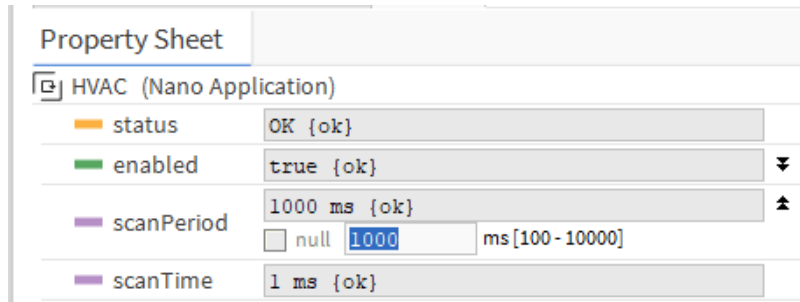 Property Sheet
HVAC (Nano Application)
status OK {ok}
enabled true {ok}
scanPeriod 1000 ms {ok}
null 1000 ms [100 - 10000]
scanTime 1 ms {ok}